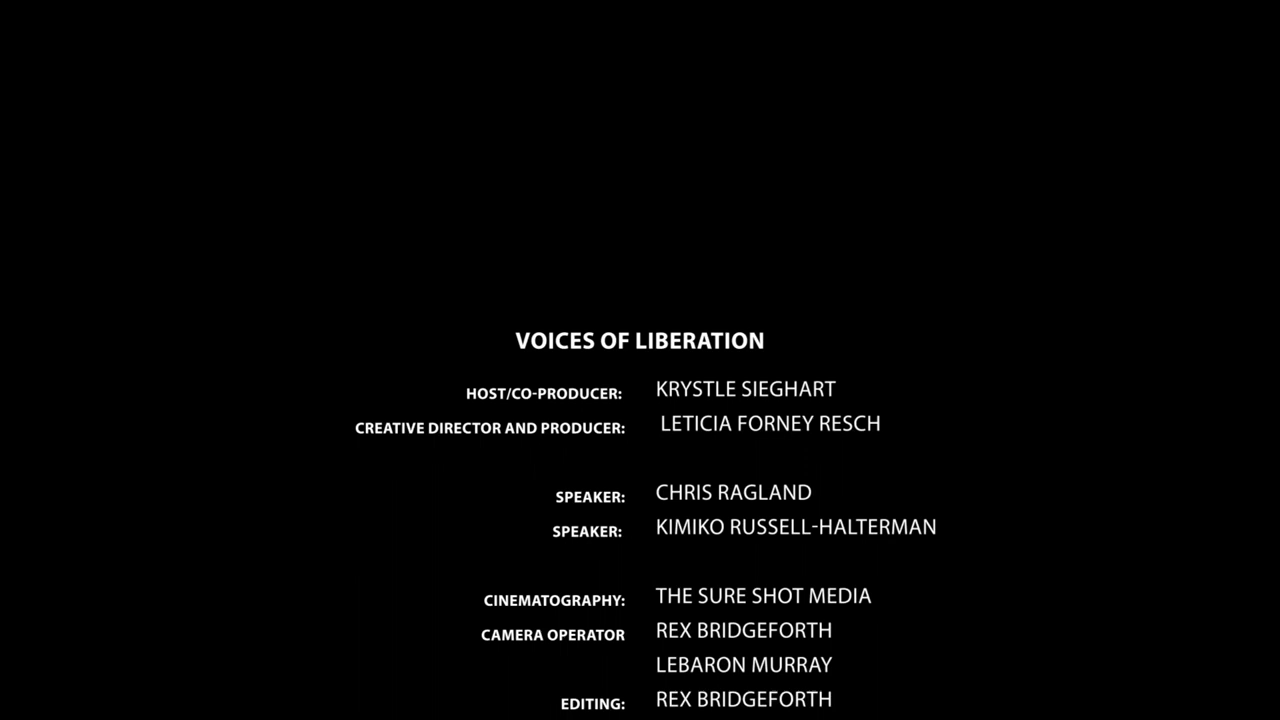 VOICES OF LIBERATION
HOST/CO-PRODUCER: KRYSTLE SIEGHART
CREATIVE DIRECTOR AND PRODUCER: LETICIA FORNEY RESCH
SPEAKER: CHRIS RAGLAND
SPEAKER: KIMIKO RUSSELL-HALTERMAN
CINEMATOGRAPHY: THE SURE SHOT MEDIA
CAMERA OPERATOR REX BRIDGEFORTH
LEBARON MURRAY
EDITING: REX BRIDGEFORTH